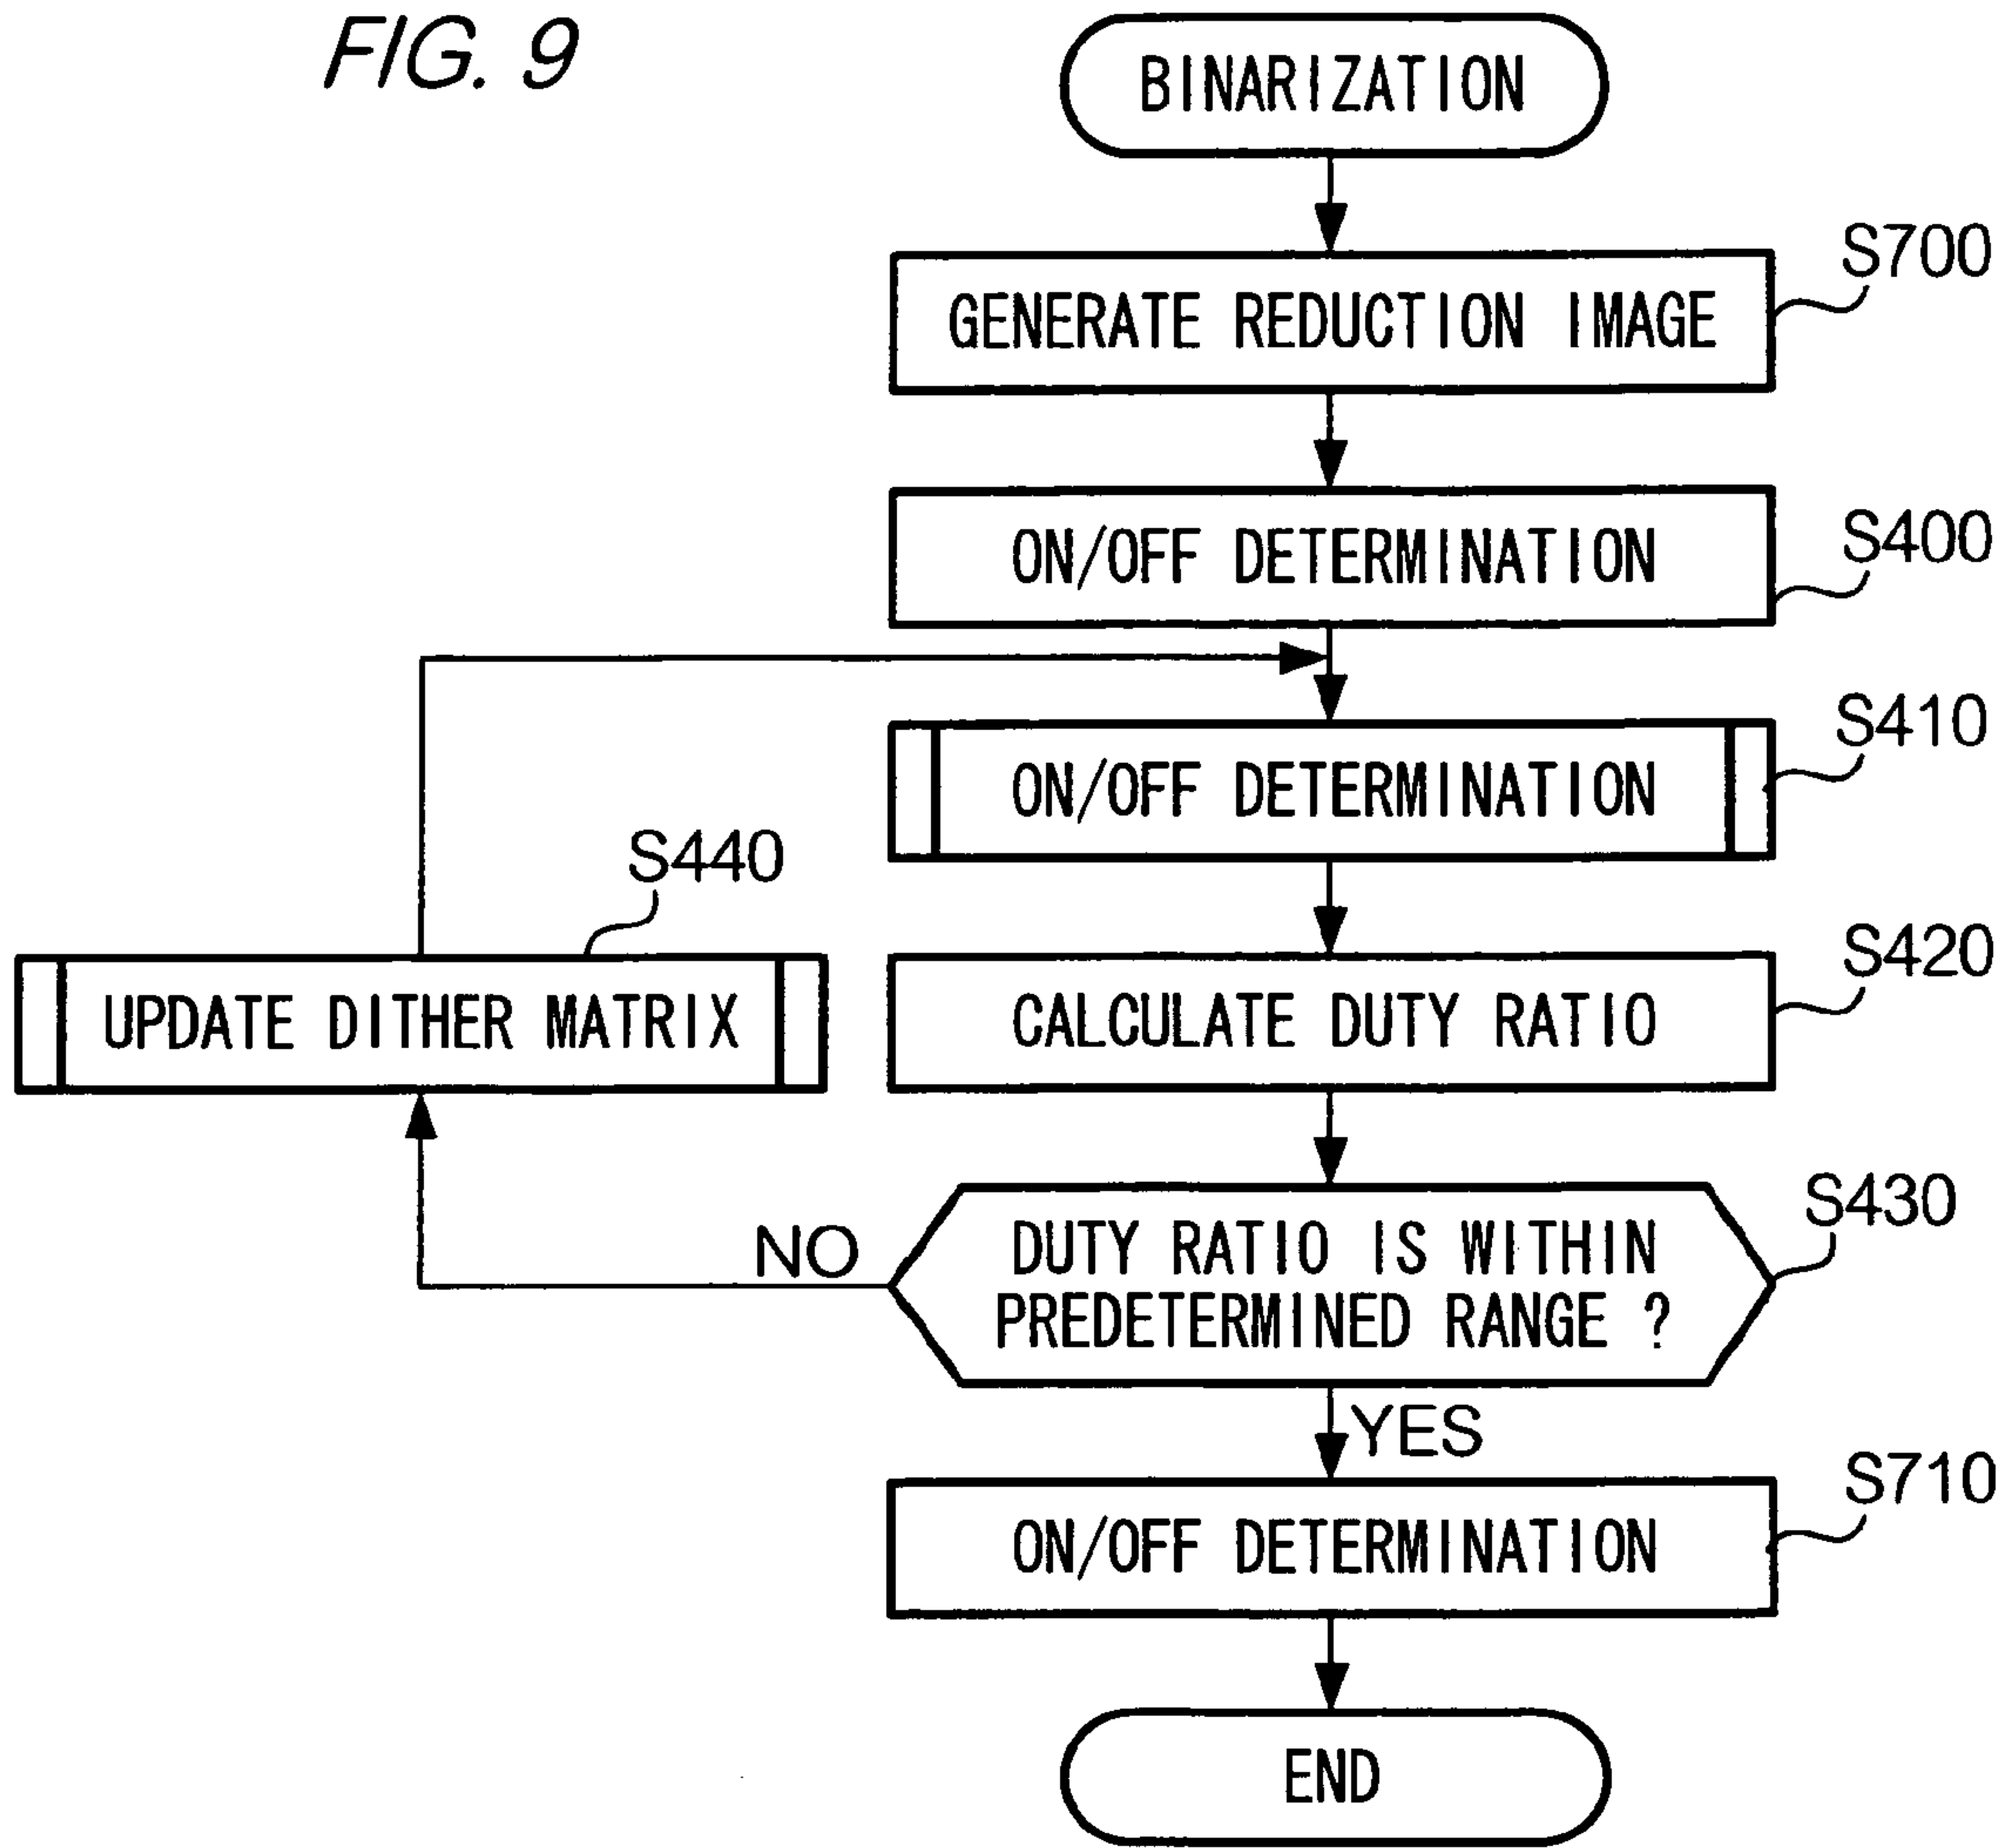 FIG. 9
BINARIZATION
S700
GENERATE REDUCTION IMAGE
S400
ON/OFF DETERMINATION
S410
ON/OFF DETERMINATION
S440
UPDATE DITHER MATRIX
S420
CALCULATE DUTY RATIO
S430
NO
DUTY RATIO IS WITHIN
PREDETERMINED RANGE ?
YES
S710
ON/OFF DETERMINATION
END